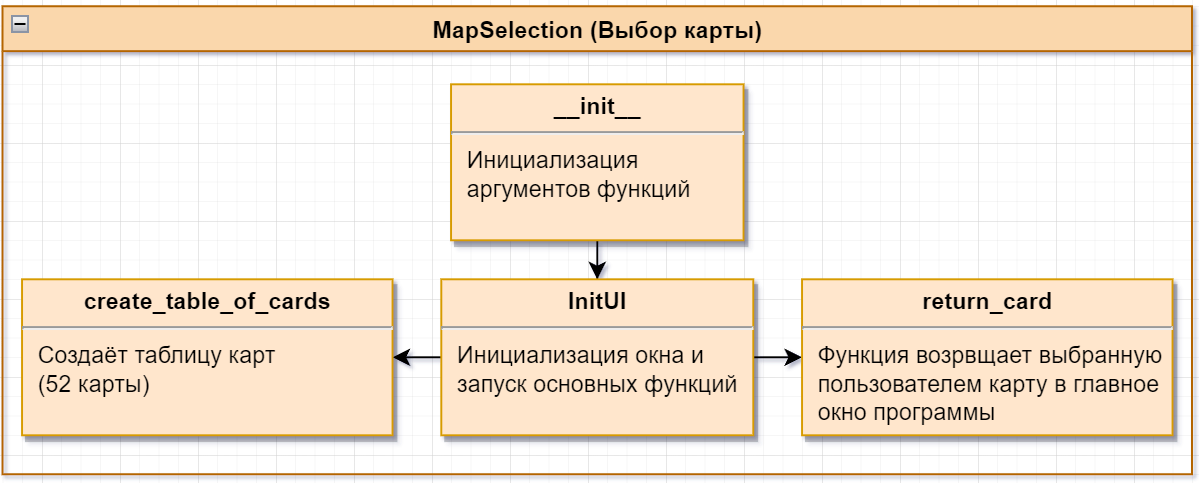 MapSelection (Выбор карты)
__init__
Инициализация
аргументов функций
create_table_of_cards
Создаёт таблицу карт
(52 карты)
InitUI
Инициализация окна и
запуск основных функций
return_card
Функция возрвщает выбранную
пользователем карту в главное
окно программы